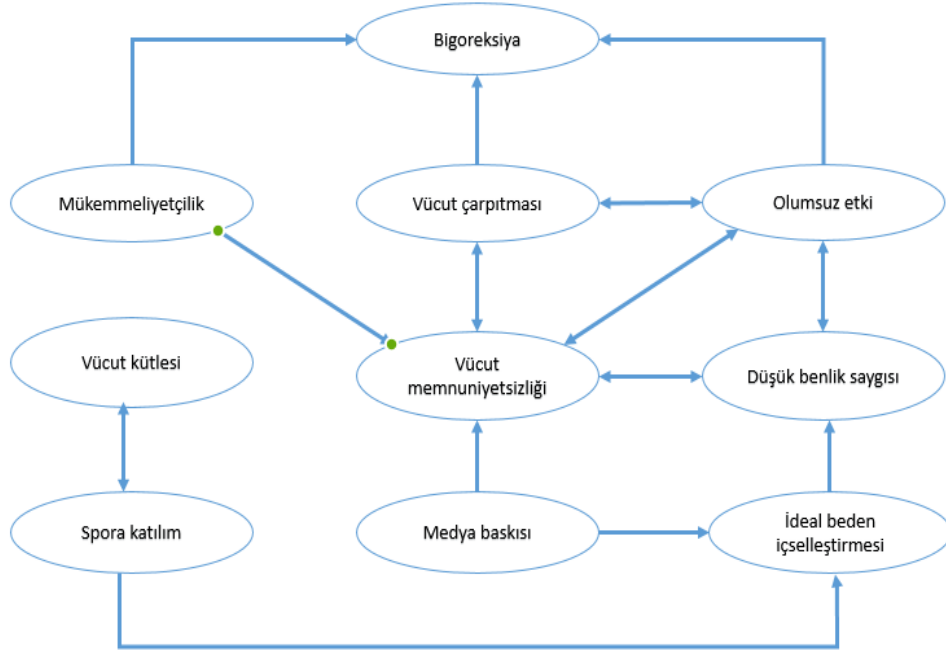 Bigoreksiya
Mükemmeliyetçilik
Vücut çarpıtması
Olumsuz etki
Vücut kütlesi
Vücut
memnuniyetsizliği
Düşük benlik saygısı
Spora katılım
Medya baskısı
İdeal beden
içselleştirmesi